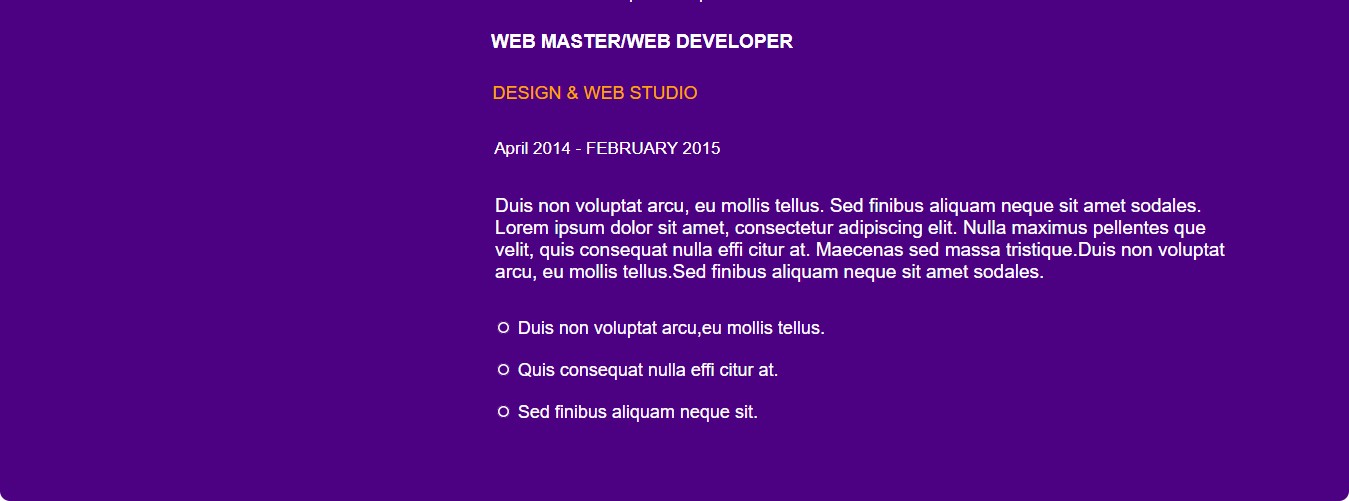 WEB MASTER/WEB DEVELOPER
DESIGN & WEB STUDIO
April 2014 - FEBRUARY 2015
Duis non voluptat arcu, eu mollis tellus. Sed finibus aliquam neque sit amet sodales.
Lorem ipsum dolor sit amet, consectetur adipiscing elit. Nulla maximus pellentes que
velit, quis consequat nulla effi citur at. Maecenas sed massa tristique.Duis non voluptat
arcu, eu mollis tellus.Sed finibus aliquam neque sit amet sodales.
Duis non voluptat arcu,eu mollis tellus.
Quis consequat nulla effi citur at.
Sed finibus aliquam neque sit.